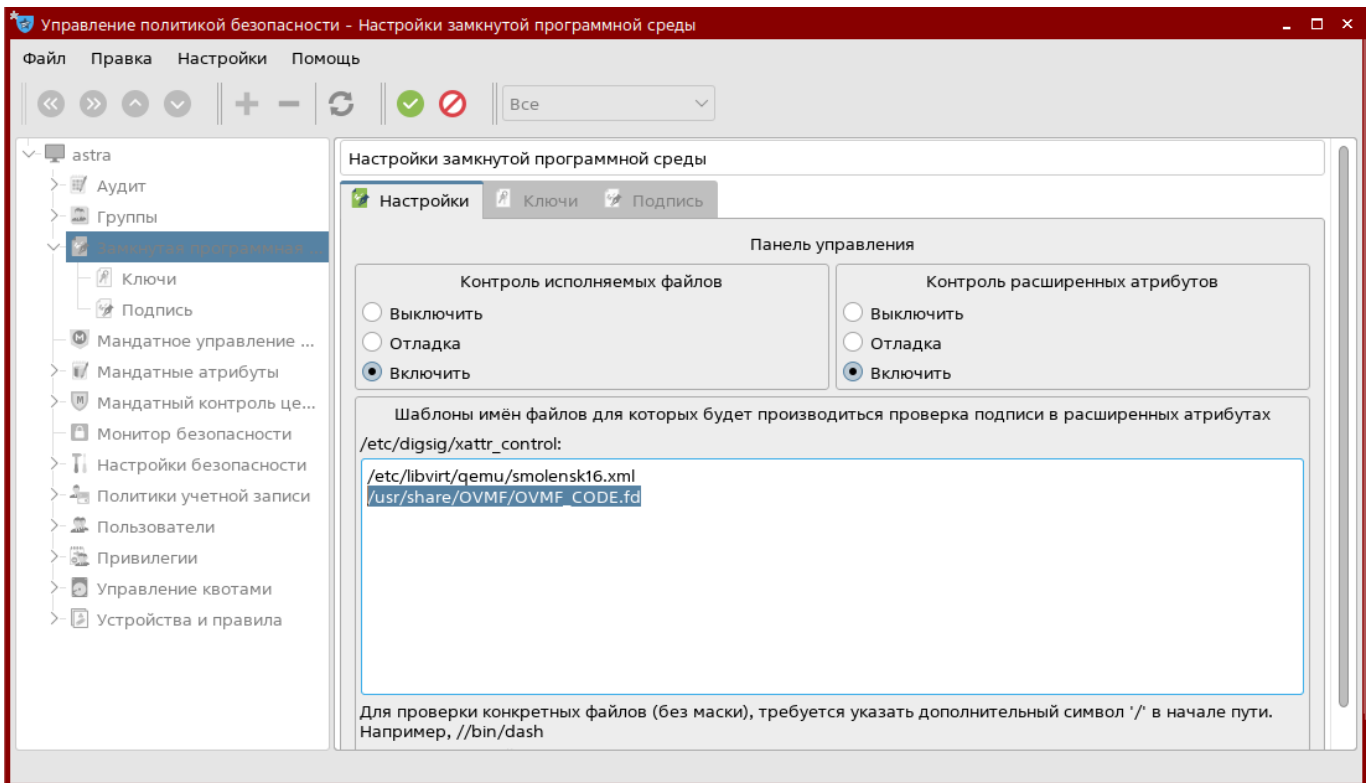 Управление политикой безопасности - Настройки замкнутой программной среды
Файл Правка Настройки Помощь
Все
astra
Аудит
Группы
Замкнутая программная...
Ключи
Подпись
Мандатное управление ...
Мандатные атрибуты
Мандатный контроль це...
Монитор безопасности
Настройки безопасности
Политики учетной записи
Пользователи
Привилегии
Управление квотами
Устройства и правила
Настройки замкнутой программной среды
Настройки Ключи Подпись
Панель управления
Контроль исполняемых файлов
Выключить
Отладка
Включить
Контроль расширенных атрибутов
Выключить
Отладка
Включить
Шаблоны имён файлов для которых будет производиться проверка подписи в расширенных атрибутах
/etc/digsig/xattr_control:
/etc/libvirt/qemu/smolensk16.xml
/usr/share/OVMF/OVMF_CODE.fd
Для проверки конкретных файлов (без маски), требуется указать дополнительный символ '/' в начале пути.
Например, //bin/dash